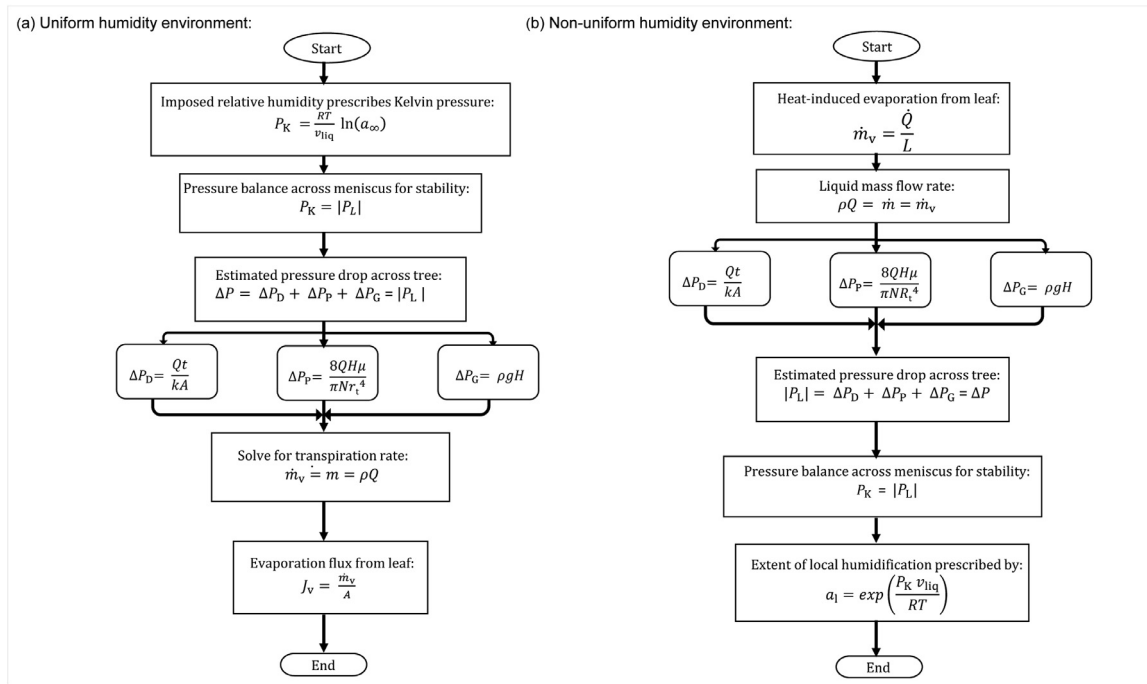 (a) Uniform humidity environment:
Start
Imposed relative humidity prescribes Kelvin pressure:
P_K = RT/v_liq ln(a_∞)
Pressure balance across meniscus for stability:
P_K = |P_L|
Estimated pressure drop across tree:
ΔP = ΔP_D + ΔP_P + ΔP_G = |P_L |
ΔP_D = Qt/kA
ΔP_P = 8QHμ/πNr_t⁴
ΔP_G = ρgH
Solve for transpiration rate:
ṁ_v = ṁ = ρQ
Evaporation flux from leaf:
J_v = ṁ_v/A
End
(b) Non-uniform humidity environment:
Start
Heat-induced evaporation from leaf:
ṁ_v = Q̇/L
Liquid mass flow rate:
ρQ = ṁ = ṁ_v
ΔP_D = Qt/kA
ΔP_P = 8QHμ/πNR_t⁴
ΔP_G = ρgH
Estimated pressure drop across tree:
|P_L| = ΔP_D + ΔP_P + ΔP_G = ΔP
Pressure balance across meniscus for stability:
P_K = |P_L|
Extent of local humidification prescribed by:
a_l = exp(P_K v_liq/RT)
End